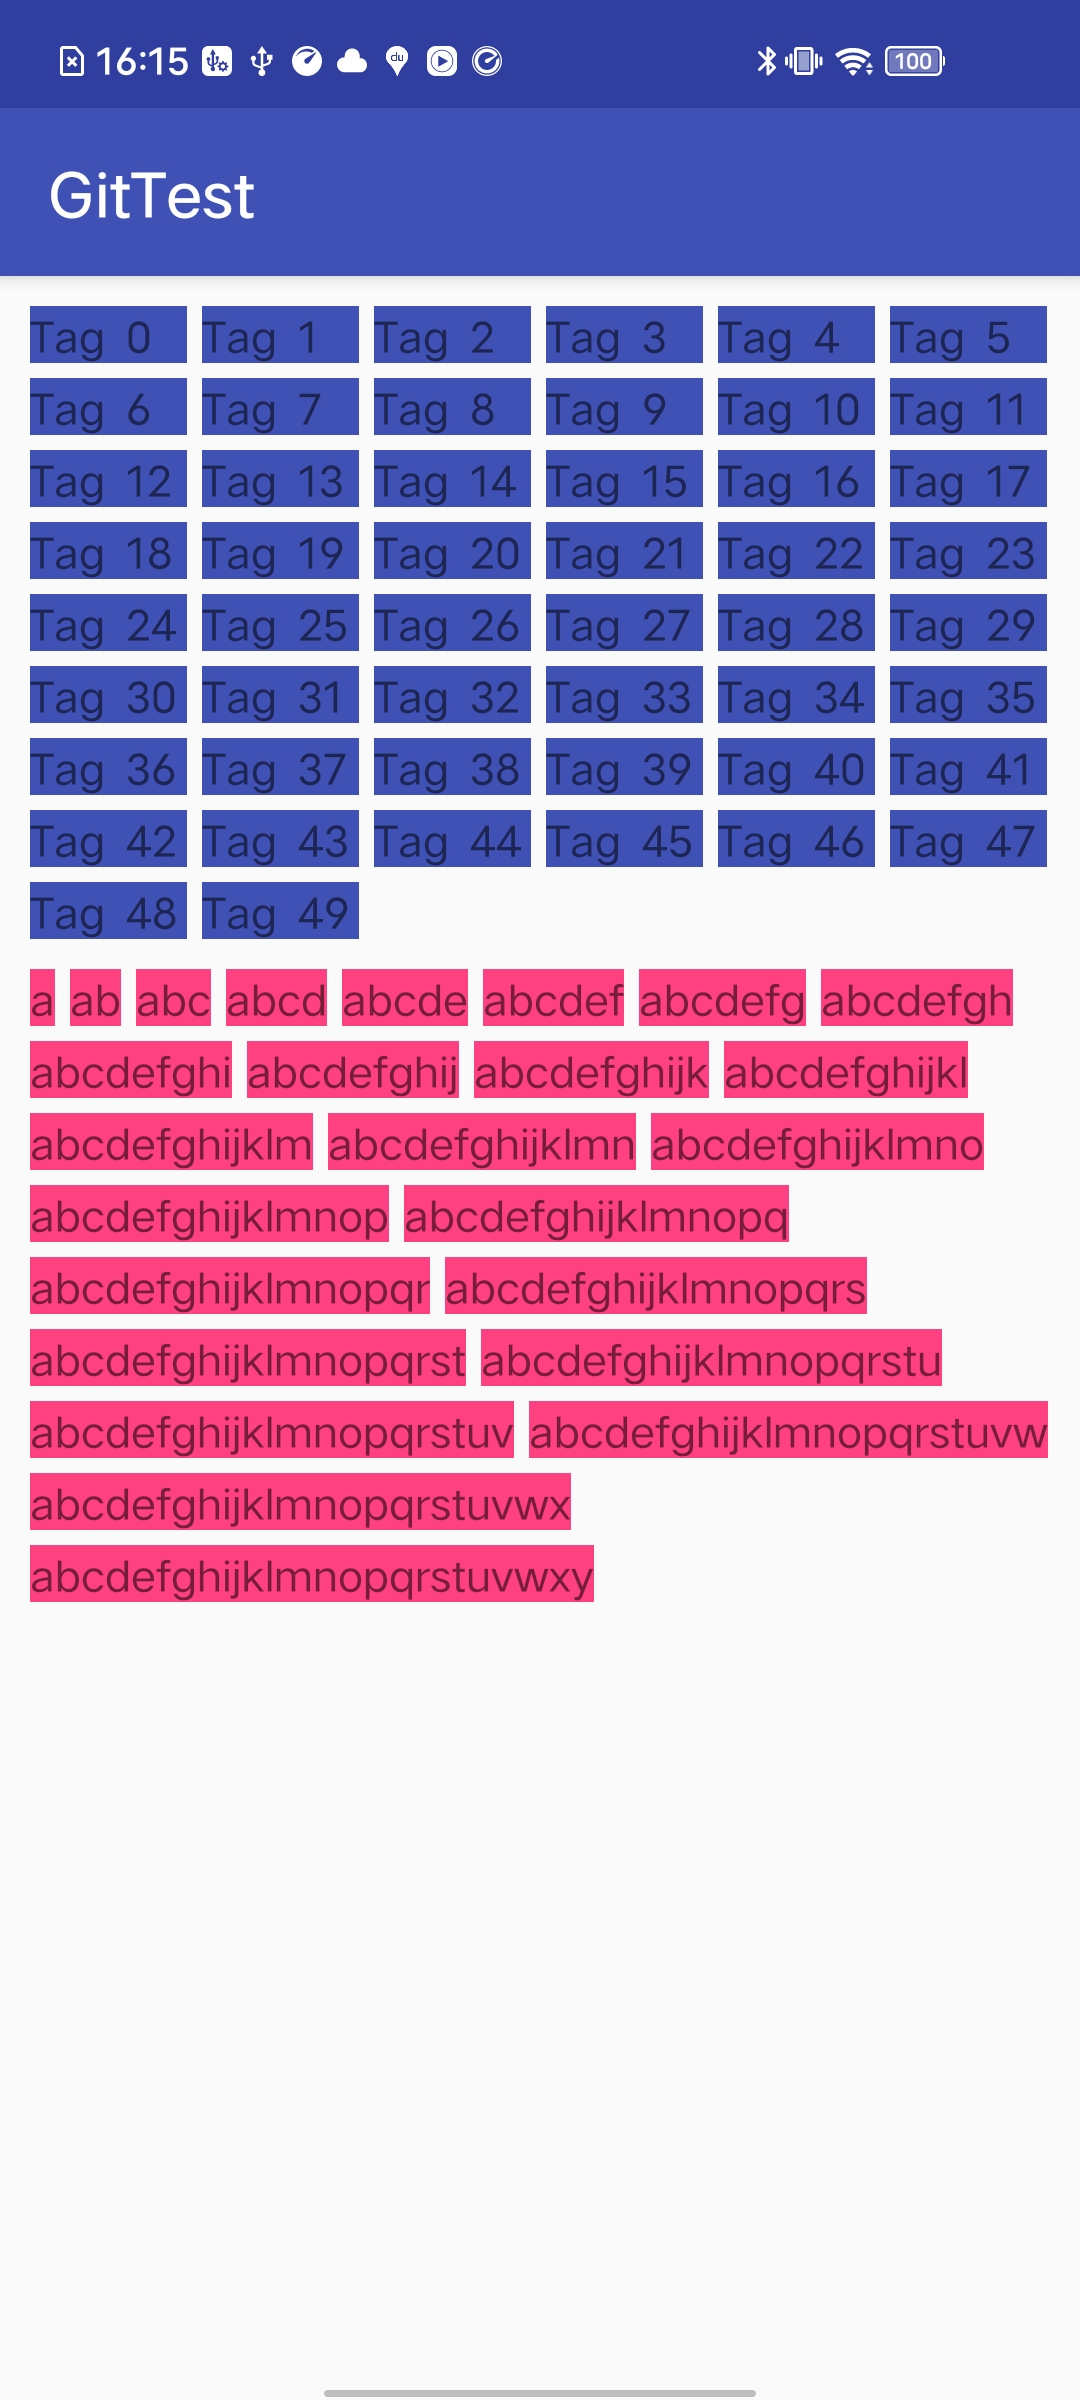 16:15 du 100
GitTest
Tag 0 Tag 1 Tag 2 Tag 3 Tag 4 Tag 5
Tag 6 Tag 7 Tag 8 Tag 9 Tag 10 Tag 11
Tag 12 Tag 13 Tag 14 Tag 15 Tag 16 Tag 17
Tag 18 Tag 19 Tag 20 Tag 21 Tag 22 Tag 23
Tag 24 Tag 25 Tag 26 Tag 27 Tag 28 Tag 29
Tag 30 Tag 31 Tag 32 Tag 33 Tag 34 Tag 35
Tag 36 Tag 37 Tag 38 Tag 39 Tag 40 Tag 41
Tag 42 Tag 43 Tag 44 Tag 45 Tag 46 Tag 47
Tag 48 Tag 49
a ab abc abcd abcde abcdef abcdefg abcdefgh
abcdefghi abcdefghij abcdefghijk abcdefghijkl
abcdefghijklm abcdefghijklmn abcdefghijklmno
abcdefghijklmnop abcdefghijklmnopq
abcdefghijklmnopqr abcdefghijklmnopqrs
abcdefghijklmnopqrst abcdefghijklmnopqrstu
abcdefghijklmnopqrstuv abcdefghijklmnopqrstuvw
abcdefghijklmnopqrstuvwx
abcdefghijklmnopqrstuvwxy